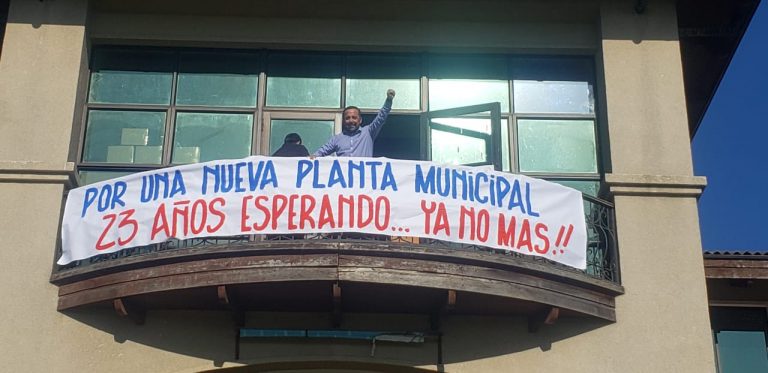 POR UNA NUEVA PLANTA MUNICIPAL
23 AÑOS ESPERANDO... YA NO MAS!!